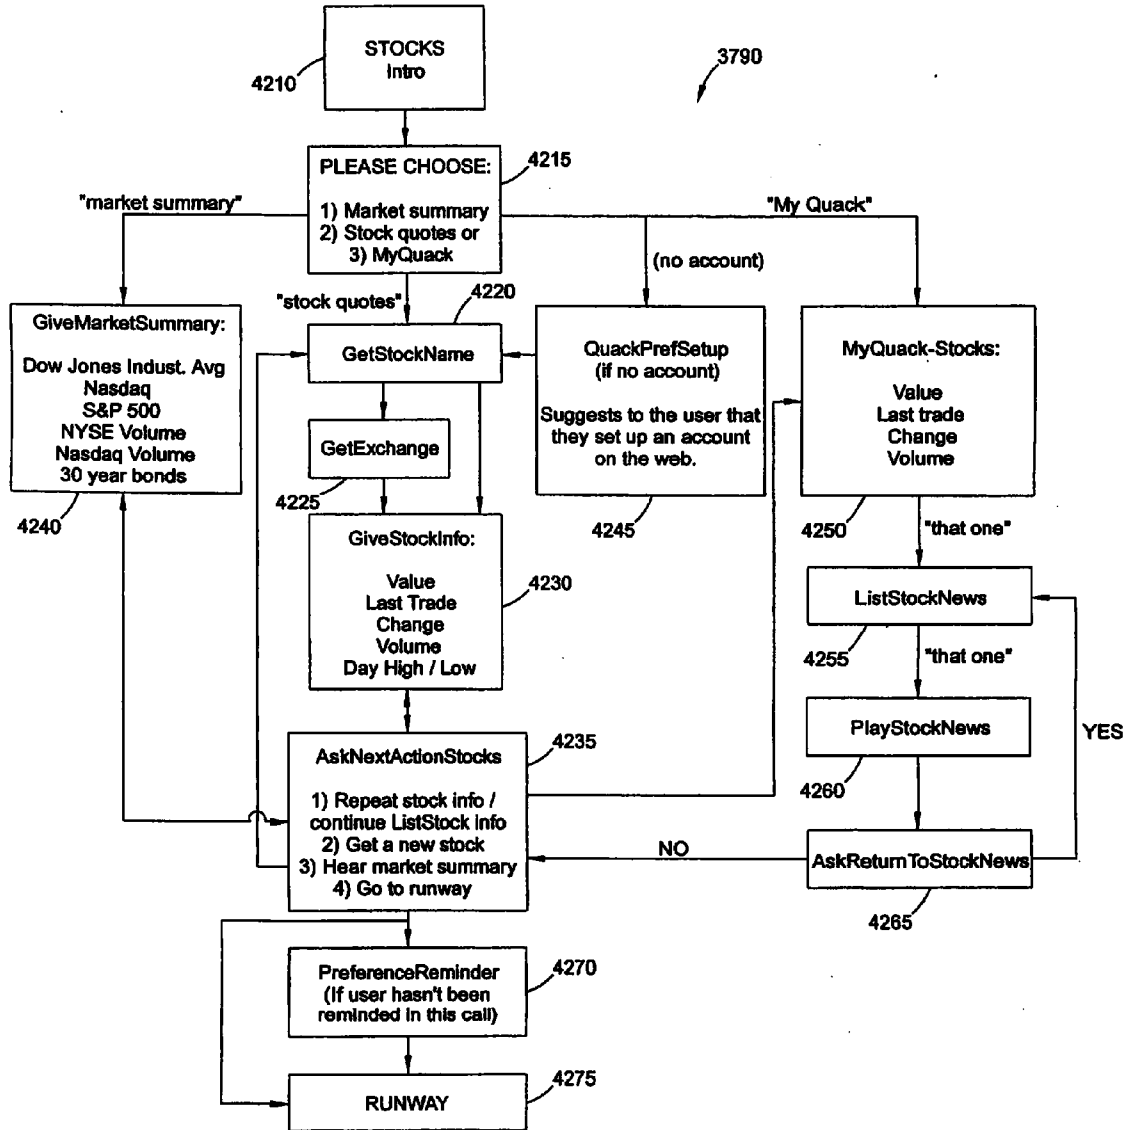 STOCKS
Intro
4210
3790
PLEASE CHOOSE:
1) Market summary
2) Stock quotes or
3) MyQuack
4215
"market summary"
"My Quack"
(no account)
"stock quotes"
4220
GiveMarketSummary:
Dow Jones Indust. Avg
Nasdaq
S&P 500
NYSE Volume
Nasdaq Volume
30 year bonds
4240
GetStockName
GetExchange
4225
QuackPrefSetup
(if no account)
Suggests to the user that
they set up an account
on the web.
4245
MyQuack-Stocks:
Value
Last trade
Change
Volume
4250
"that one"
GiveStockInfo:
Value
Last Trade
Change
Volume
Day High / Low
4230
ListStockNews
4255
"that one"
PlayStockNews
4260
YES
AskNextActionStocks
1) Repeat stock info /
continue ListStock info
2) Get a new stock
3) Hear market summary
4) Go to runway
4235
NO
AskReturnToStockNews
4265
PreferenceReminder
(If user hasn't been
reminded in this call)
4270
RUNWAY
4275